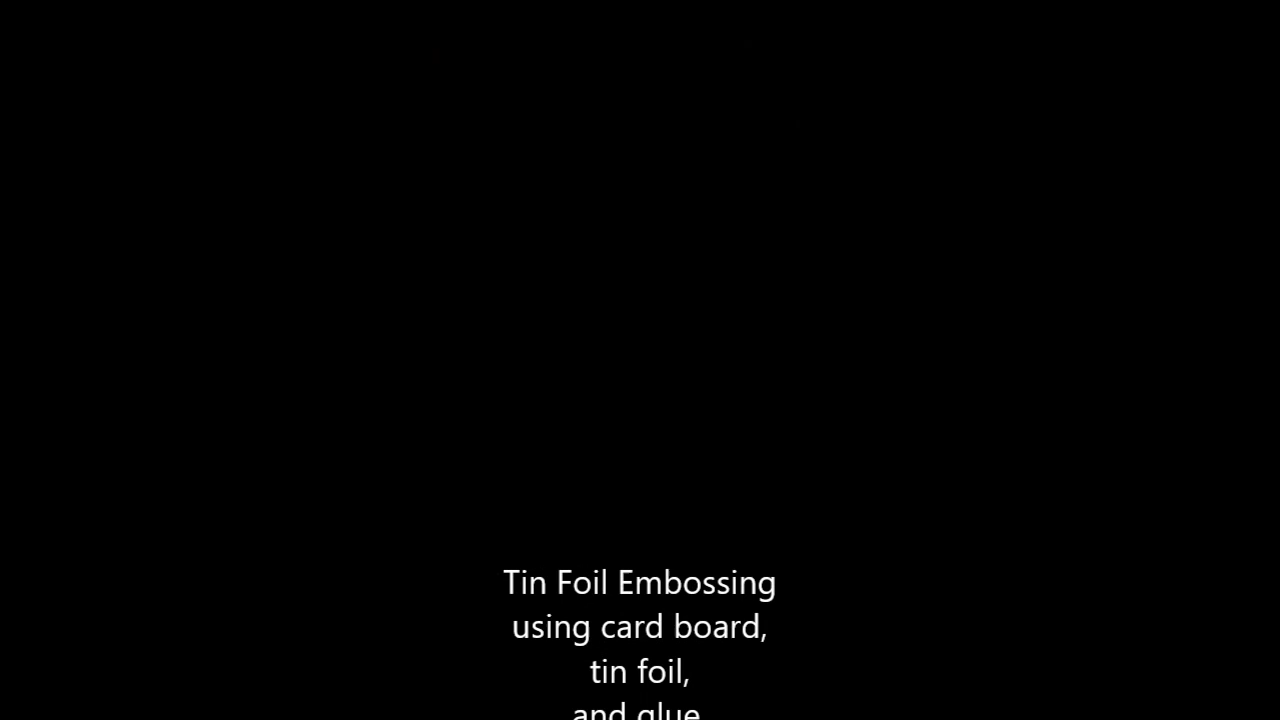 Tin Foil Embossing
using card board,
tin foil,
and glue